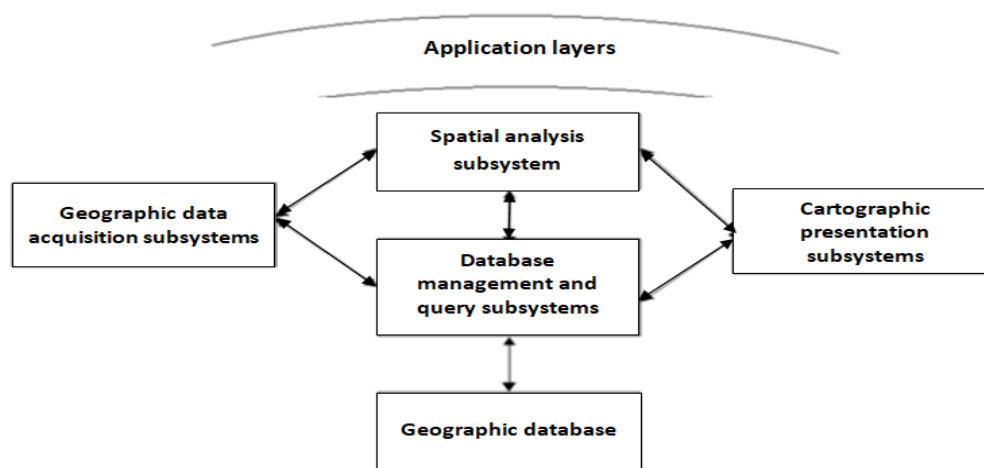 Application layers
Spatial analysis
subsystem
Geographic data
acquisition subsystems
Cartographic
presentation
subsystems
Database
management and
query subsystems
Geographic database